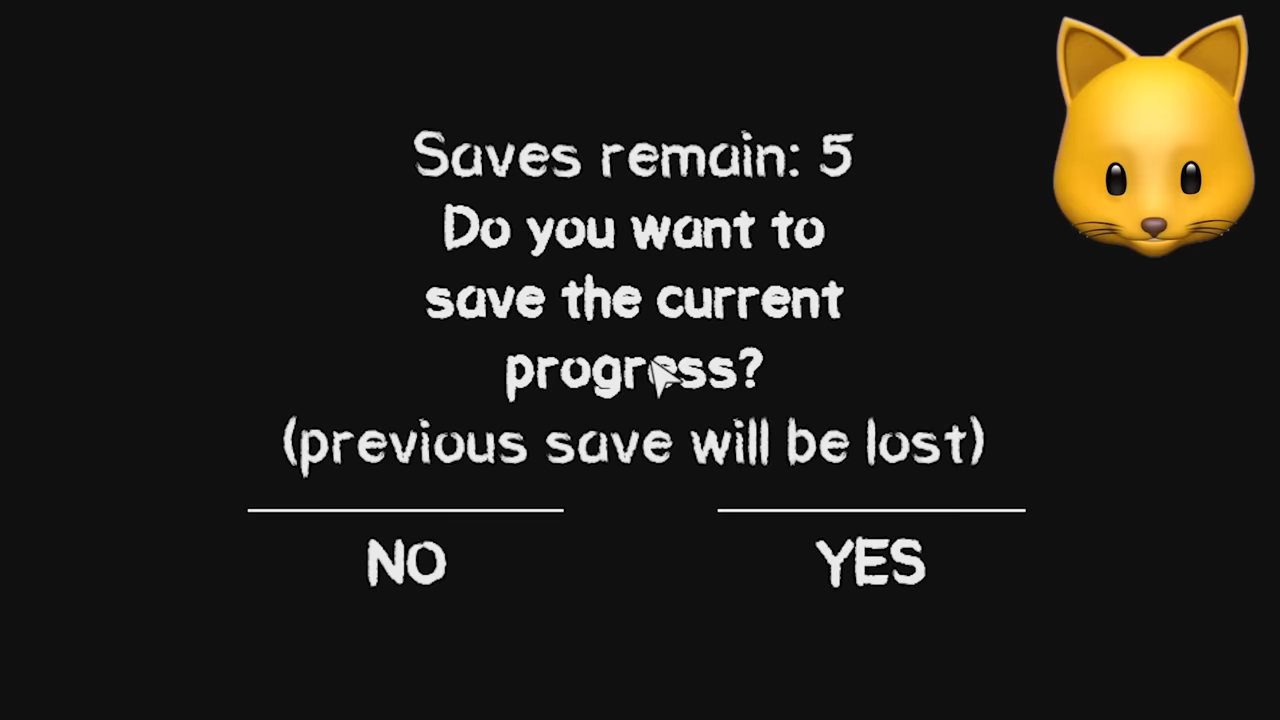 Saves remain: 5
Do you want to
save the current
progress?
(previous save will be lost)
NO
YES